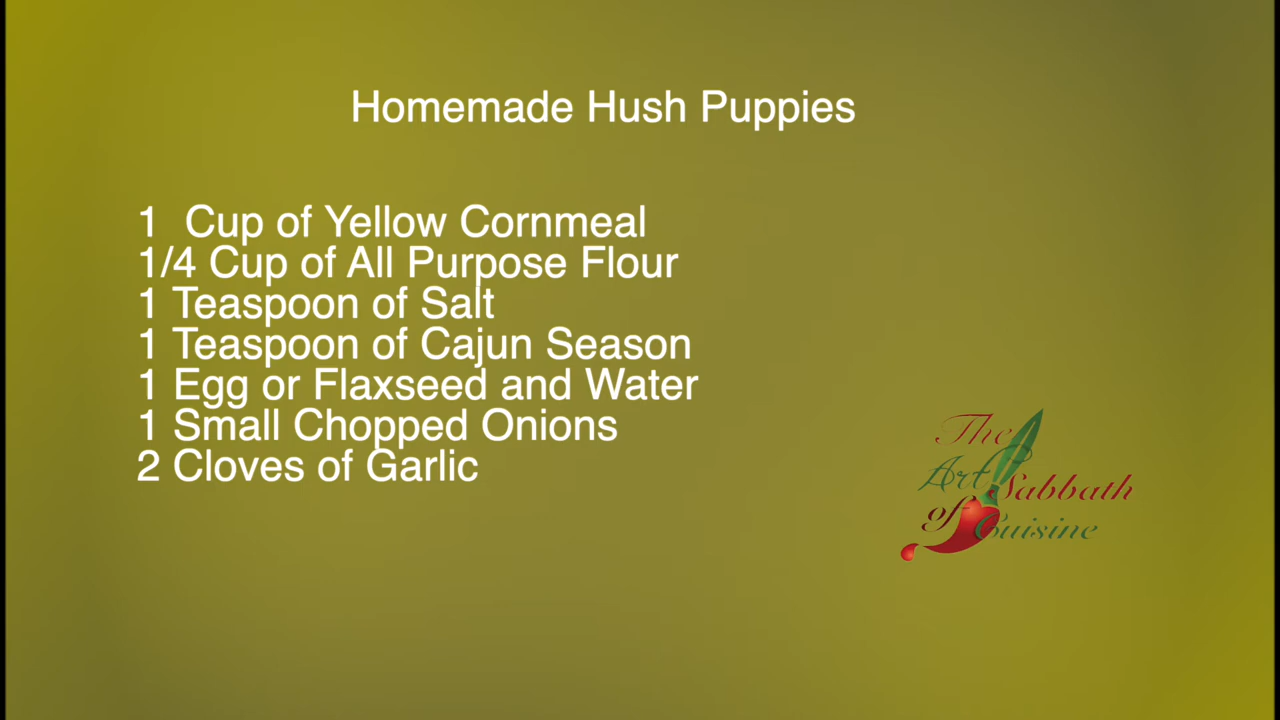 Homemade Hush Puppies
1 Cup of Yellow Cornmeal
1/4 Cup of All Purpose Flour
1 Teaspoon of Salt
1 Teaspoon of Cajun Season
1 Egg or Flaxseed and Water
1 Small Chopped Onions
2 Cloves of Garlic
The
Art Sabbath
of Cuisine